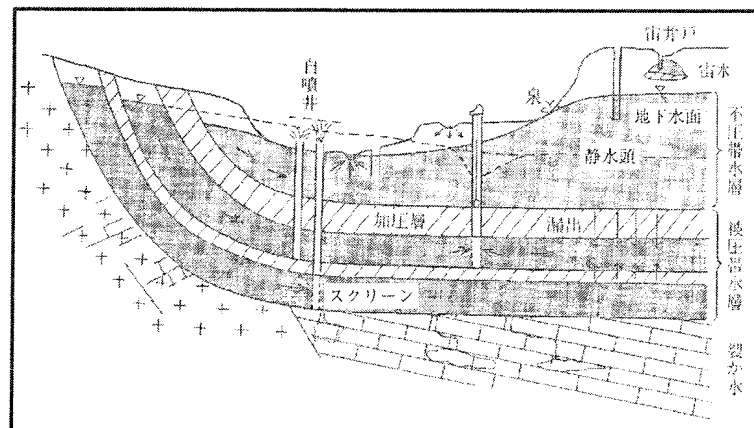 宙井戸
宙水
自噴井
泉
地下水面
静水頭
不圧帯水層
加圧層
漏出
被圧帯水層
スクリーン
裂か水